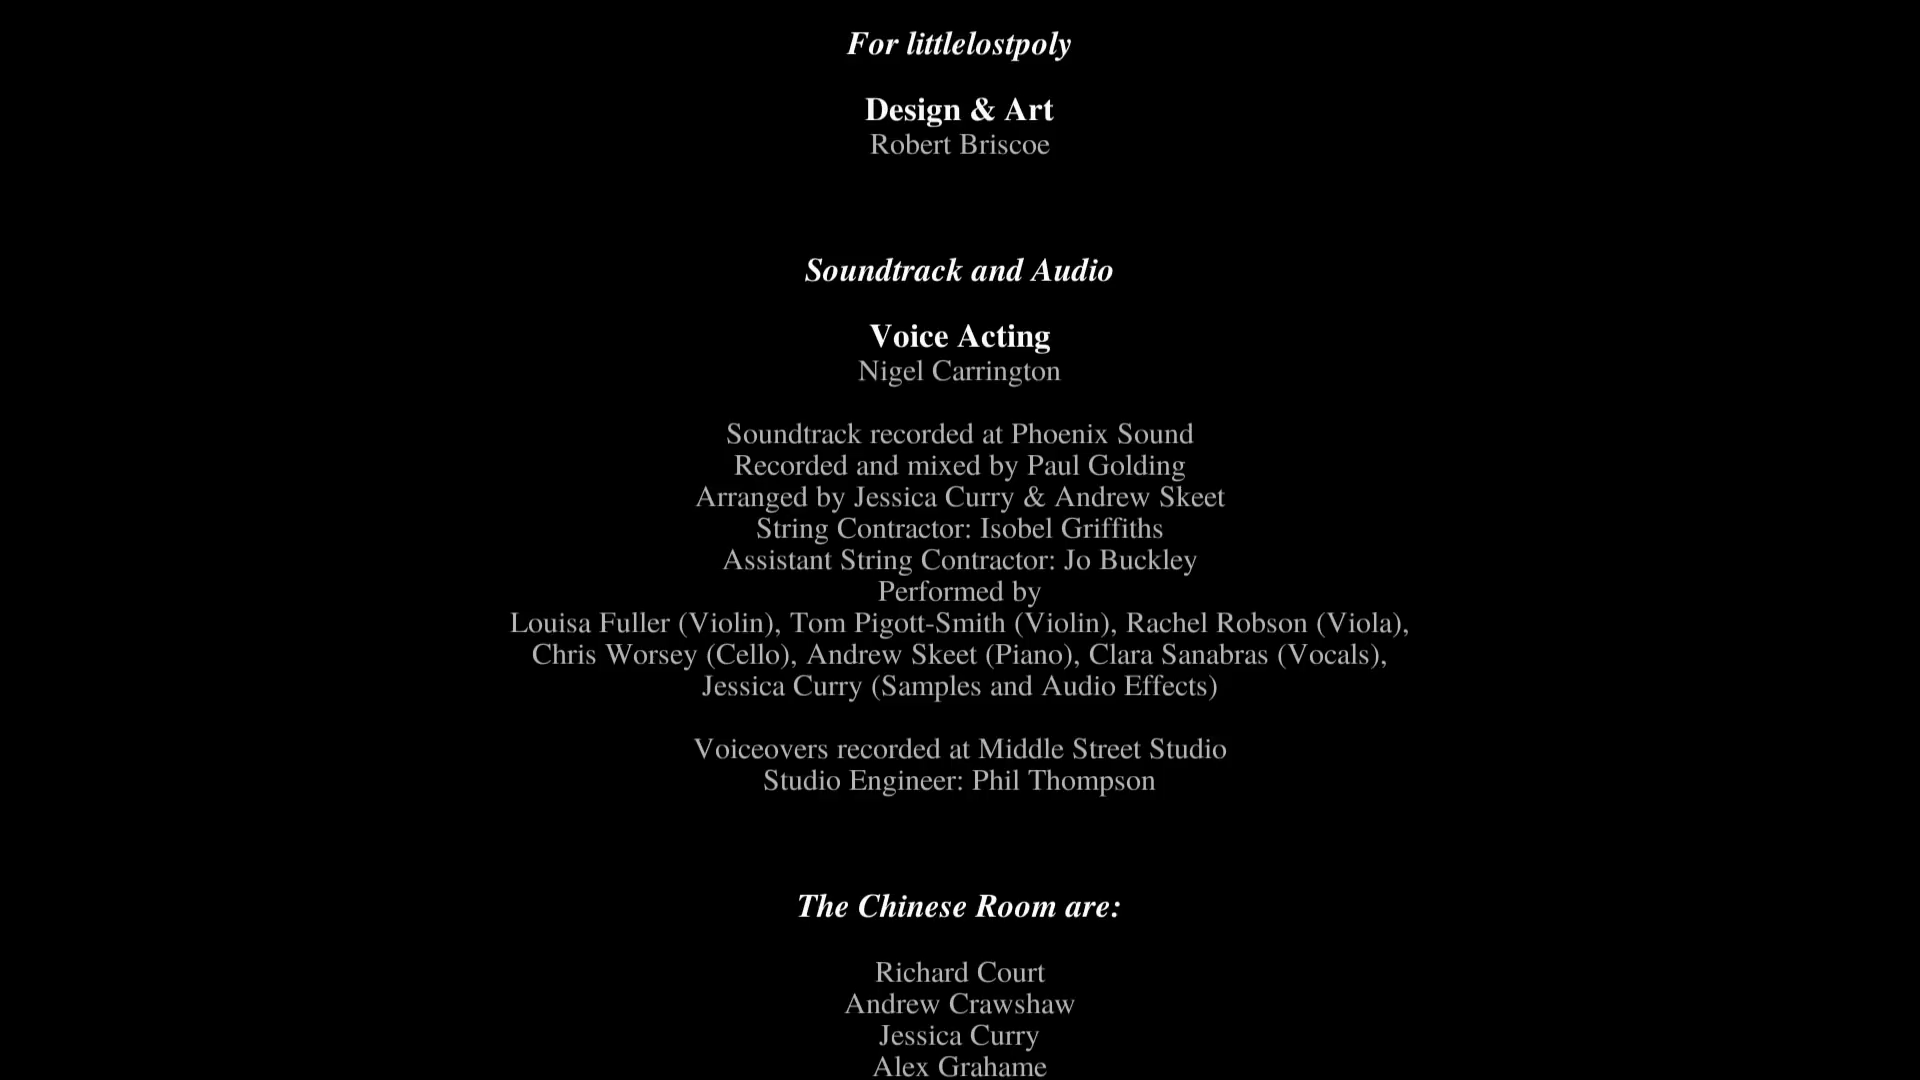 For littlelostpoly
Design & Art
Robert Briscoe
Soundtrack and Audio
Voice Acting
Nigel Carrington
Soundtrack recorded at Phoenix Sound
Recorded and mixed by Paul Golding
Arranged by Jessica Curry & Andrew Skeet
String Contractor: Isobel Griffiths
Assistant String Contractor: Jo Buckley
Performed by
Louisa Fuller (Violin), Tom Pigott-Smith (Violin), Rachel Robson (Viola),
Chris Worsey (Cello), Andrew Skeet (Piano), Clara Sanabras (Vocals),
Jessica Curry (Samples and Audio Effects)
Voiceovers recorded at Middle Street Studio
Studio Engineer: Phil Thompson
The Chinese Room are:
Richard Court
Andrew Crawshaw
Jessica Curry
Alex Grahame